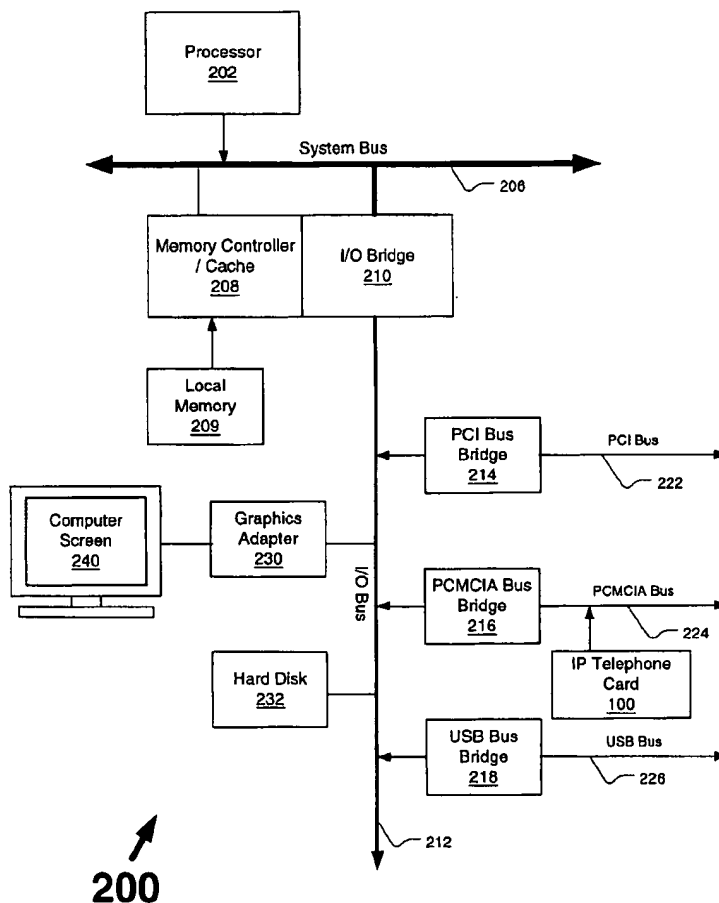 Processor
202
System Bus
206
Memory Controller
/ Cache
208
I/O Bridge
210
Local
Memory
209
PCI Bus
Bridge
214
PCI Bus
222
Computer
Screen
240
Graphics
Adapter
230
I/O Bus
PCMCIA Bus
Bridge
216
PCMCIA Bus
224
IP Telephone
Card
100
Hard Disk
232
USB Bus
Bridge
218
USB Bus
226
212
200